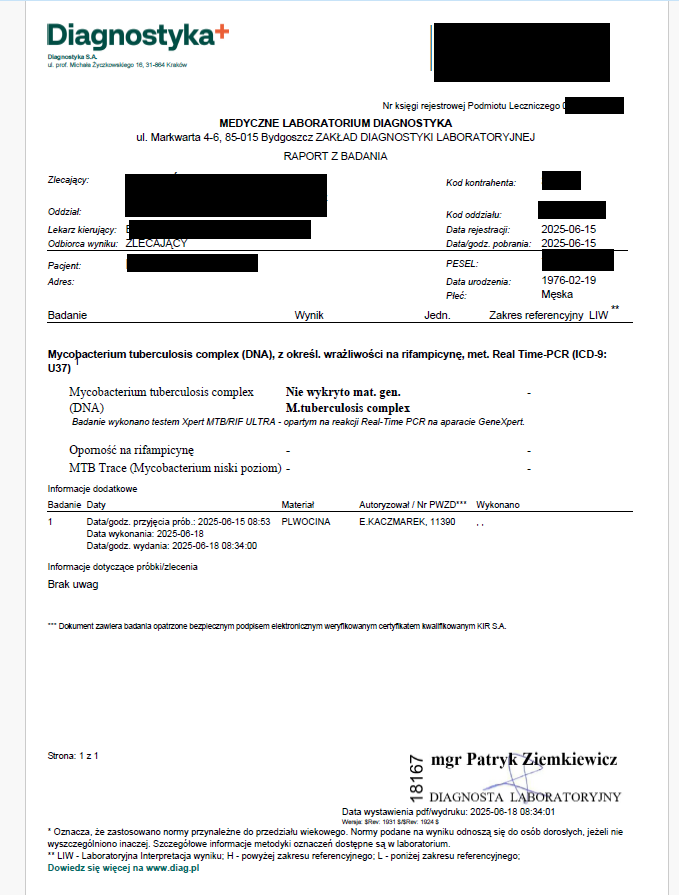 Diagnostyka+
Diagnostyka S.A.
ul. prof. Michała Życzkowskiego 16, 31-864 Kraków
Nr księgi rejestrowej Podmiotu Leczniczego
MEDYCZNE LABORATORIUM DIAGNOSTYKA
ul. Markwarta 4-6, 85-015 Bydgoszcz ZAKŁAD DIAGNOSTYKI LABORATORYJNEJ
RAPORT Z BADANIA
Zlecający:
Kod kontrahenta:
Oddział:
Kod oddziału:
Lekarz kierujący:
Data rejestracji: 2025-06-15
Odbiorca wyniku: ZLECAJĄCY
Data/godz. pobrania: 2025-06-15
Pacjent:
PESEL:
Adres:
Data urodzenia: 1976-02-19
Płeć: Męska
Badanie Wynik Jedn. Zakres referencyjny LIW **
Mycobacterium tuberculosis complex (DNA), z określ. wrażliwości na rifampicynę, met. Real Time-PCR (ICD-9:
U37) 1
Mycobacterium tuberculosis complex Nie wykryto mat. gen. -
(DNA) M.tuberculosis complex
Badanie wykonano testem Xpert MTB/RIF ULTRA - opartym na reakcji Real-Time PCR na aparacie GeneXpert.
Oporność na rifampicynę - -
MTB Trace (Mycobacterium niski poziom) - -
Informacje dodatkowe
Badanie Daty Materiał Autoryzował / Nr PWZD*** Wykonano
1 Data/godz. przyjęcia prób.: 2025-06-15 08:53 PLWOCINA E.KACZMAREK, 11390 , ,
Data wykonania: 2025-06-18
Data/godz. wydania: 2025-06-18 08:34:00
Informacje dotyczące próbki/zlecenia
Brak uwag
*** Dokument zawiera badania opatrzone bezpiecznym podpisem elektronicznym weryfikowanym certyfikatem kwalifikowanym KIR S.A.
Strona: 1 z 1
18167
mgr Patryk Ziemkiewicz
DIAGNOSTA LABORATORYJNY
Data wystawienia pdf/wydruku: 2025-06-18 08:34:01
Wersja: $Rev: 1931 $/$Rev: 1924 $
* Oznacza, że zastosowano normy przynależne do przedziału wiekowego. Normy podane na wyniku odnoszą się do osób dorosłych, jeżeli nie
wyszczególniono inaczej. Szczegółowe informacje metodyki oznaczeń dostępne są w laboratorium.
** LIW - Laboratoryjna Interpretacja wyniku; H - powyżej zakresu referencyjnego; L - poniżej zakresu referencyjnego;
Dowiedz się więcej na www.diag.pl